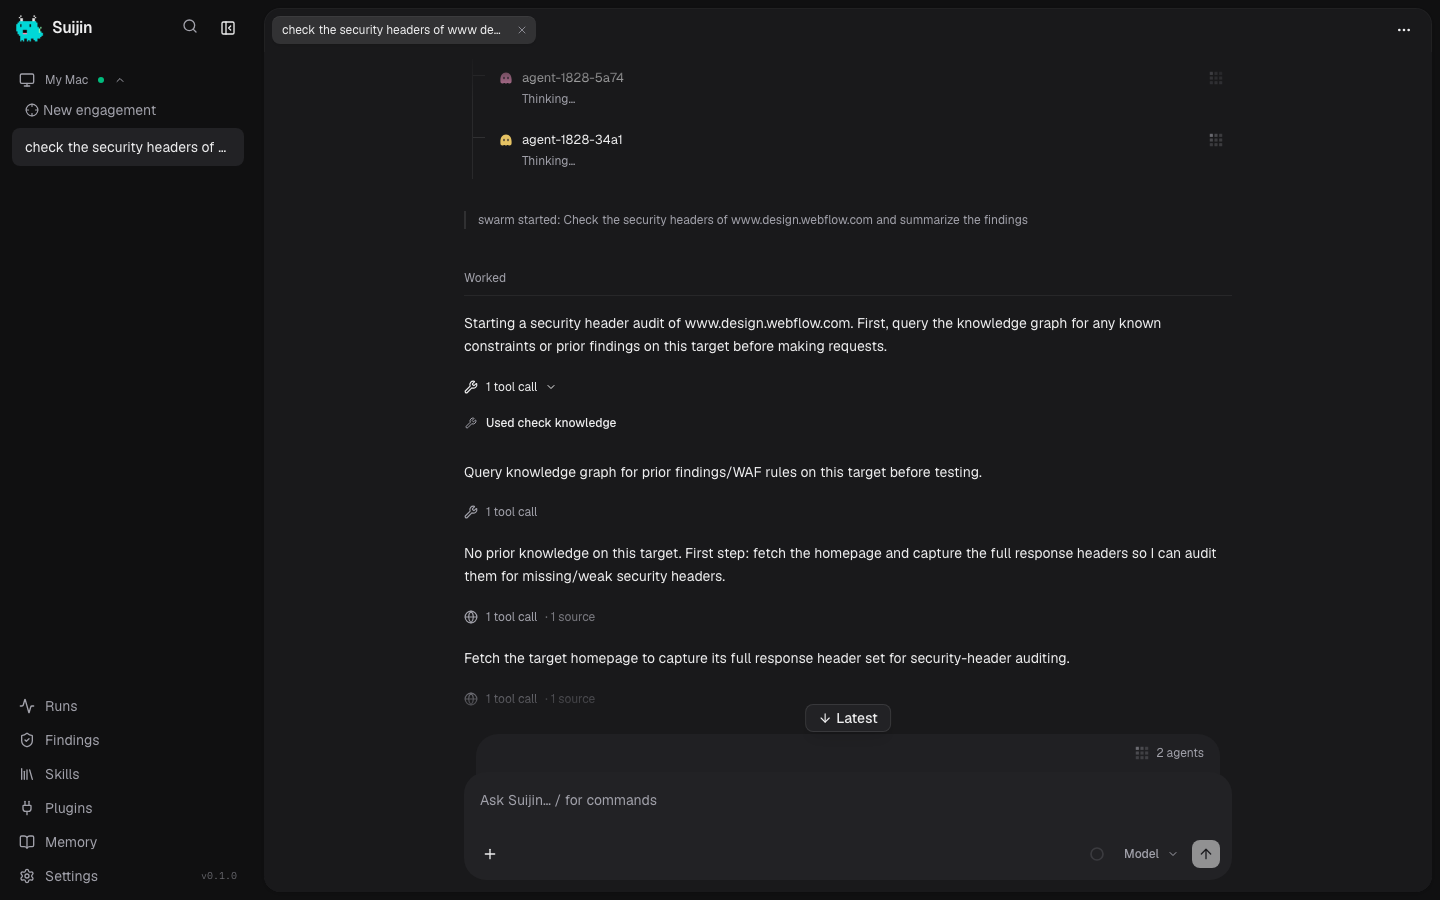 Suijin
check the security headers of www de...
My Mac
New engagement
check the security headers of ...
agent-1828-5a74
Thinking...
agent-1828-34a1
Thinking...
swarm started: Check the security headers of www.design.webflow.com and summarize the findings
Worked
Starting a security header audit of www.design.webflow.com. First, query the knowledge graph for any known
constraints or prior findings on this target before making requests.
1 tool call
Used check knowledge
Query knowledge graph for prior findings/WAF rules on this target before testing.
1 tool call
No prior knowledge on this target. First step: fetch the homepage and capture the full response headers so I can audit
them for missing/weak security headers.
1 tool call · 1 source
Fetch the target homepage to capture its full response header set for security-header auditing.
1 tool call · 1 source
Latest
2 agents
Ask Suijin... / for commands
Model
Runs
Findings
Skills
Plugins
Memory
Settings
v0.1.0